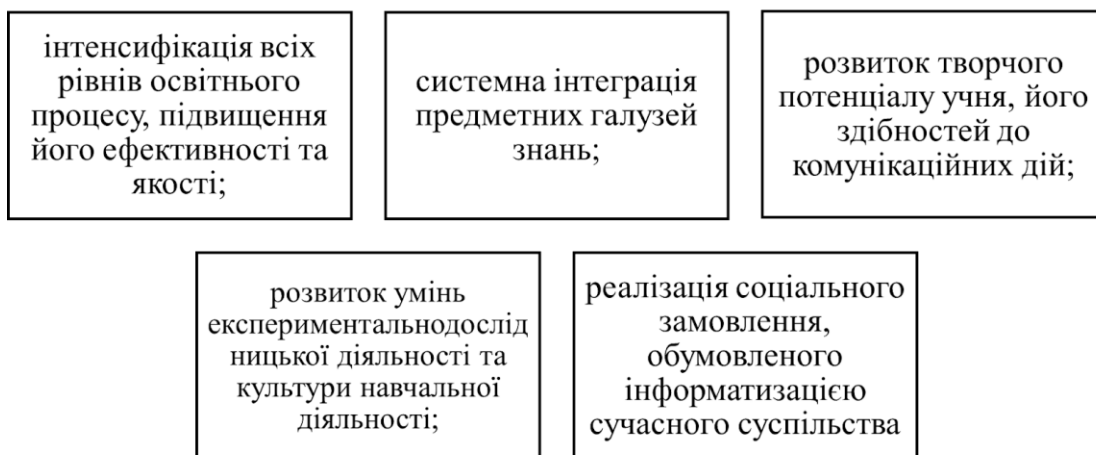 інтенсифікація всіх
рівнів освітнього
процесу, підвищення
його ефективності та
якості;
системна інтеграція
предметних галузей
знань;
розвиток творчого
потенціалу учня, його
здібностей до
комунікаційних дій;
розвиток умінь
експериментальнодослід
ницької діяльності та
культури навчальної
діяльності;
реалізація соціального
замовлення,
обумовленого
інформатизацією
сучасного суспільства